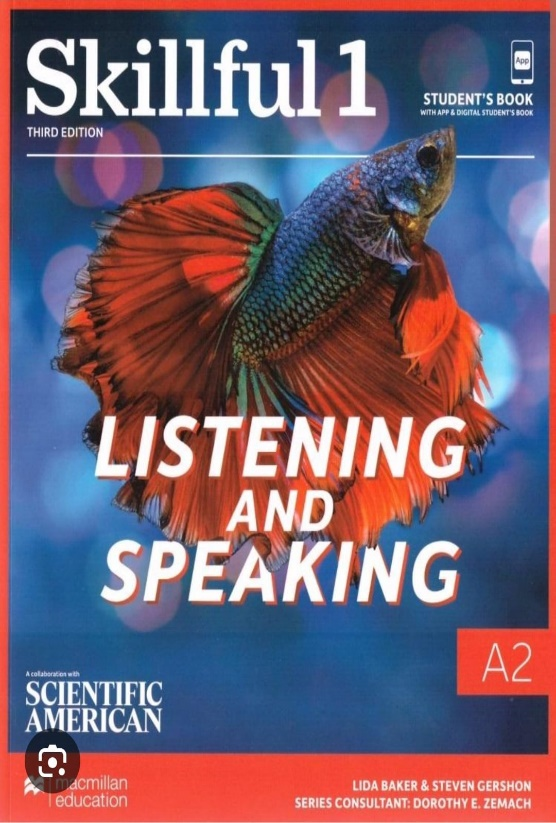 Skillful 1
THIRD EDITION
App
STUDENT'S BOOK
WITH APP & DIGITAL STUDENT'S BOOK
LISTENING
AND
SPEAKING
A2
A collaboration with
SCIENTIFIC
AMERICAN
macmillan
education
LIDA BAKER & STEVEN GERSHON
SERIES CONSULTANT: DOROTHY E. ZEMACH